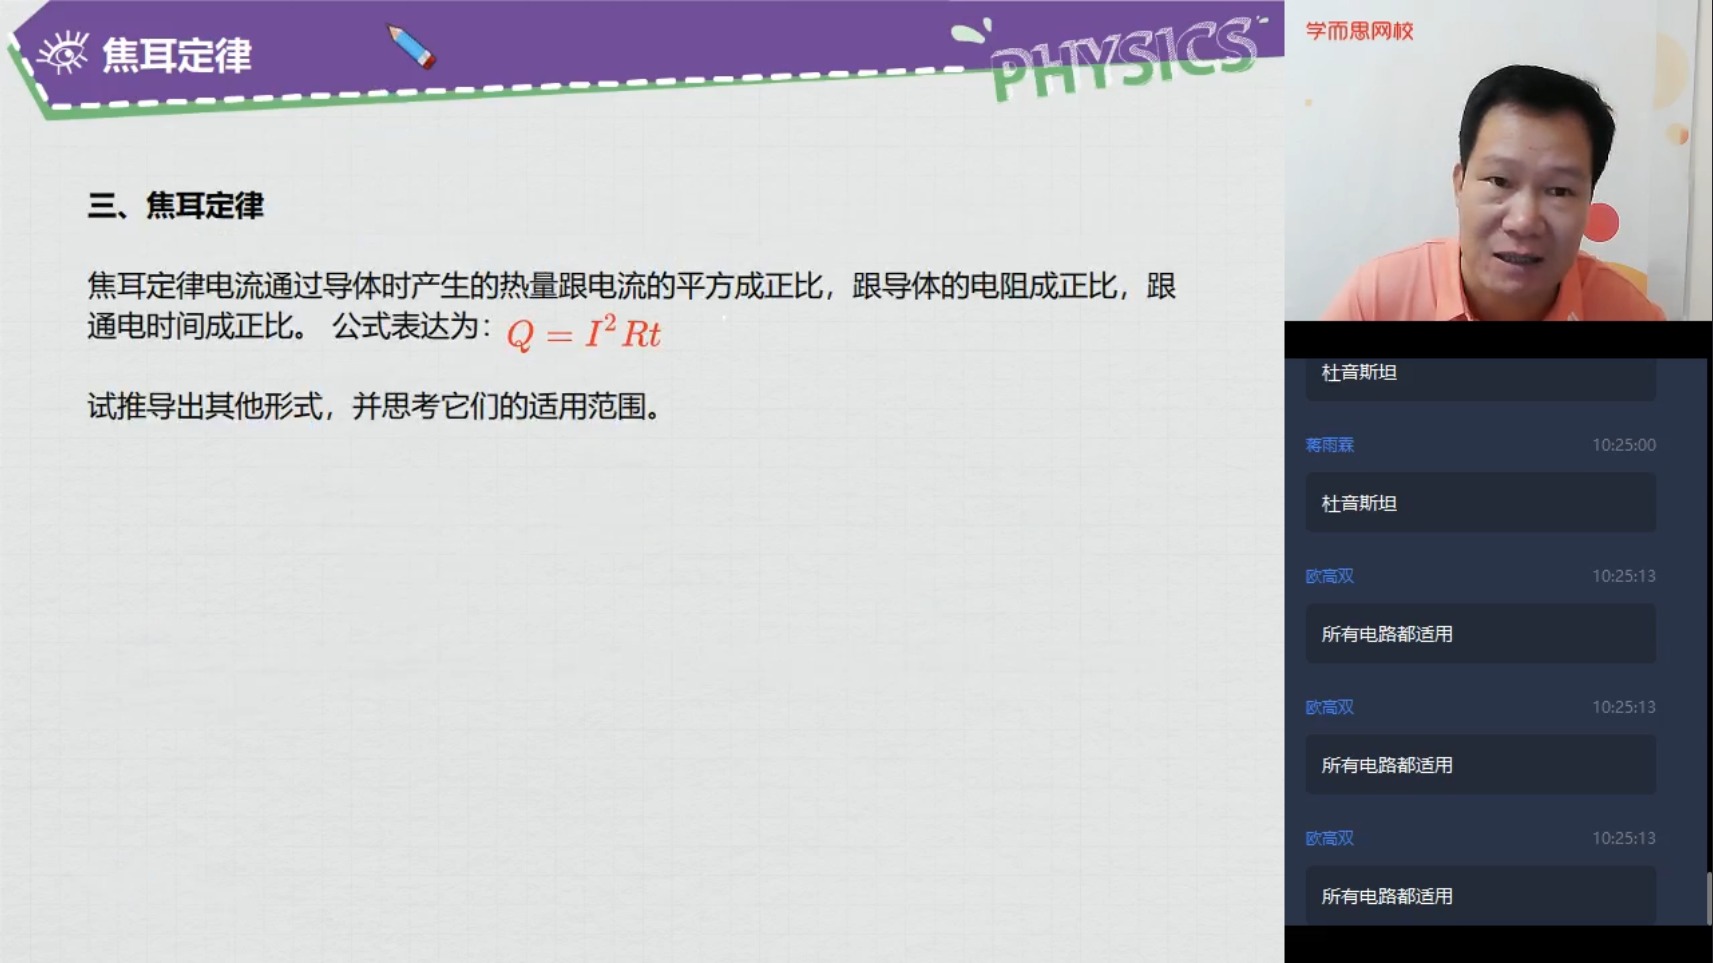 焦耳定律
PHYSICS
三、焦耳定律
焦耳定律电流通过导体时产生的热量跟电流的平方成正比，跟导体的电阻成正比，跟
通电时间成正比。 公式表达为：Q = I²Rt
试推导出其他形式，并思考它们的适用范围。
学而思网校
杜音斯坦
蒋雨霖 10:25:00
杜音斯坦
欧高双 10:25:13
所有电路都适用
欧高双 10:25:13
所有电路都适用
欧高双 10:25:13
所有电路都适用